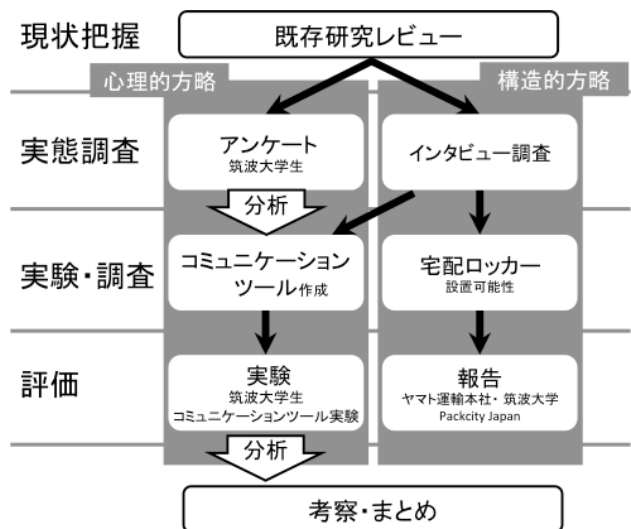 現状把握
既存研究レビュー
心理的方略
構造的方略
実態調査
アンケート
筑波大学生
インタビュー調査
分析
実験・調査
コミュニケーション
ツール作成
宅配ロッカー
設置可能性
評価
実験
筑波大学生
コミュニケーションツール実験
報告
ヤマト運輸本社・筑波大学
Packcity Japan
分析
考察・まとめ